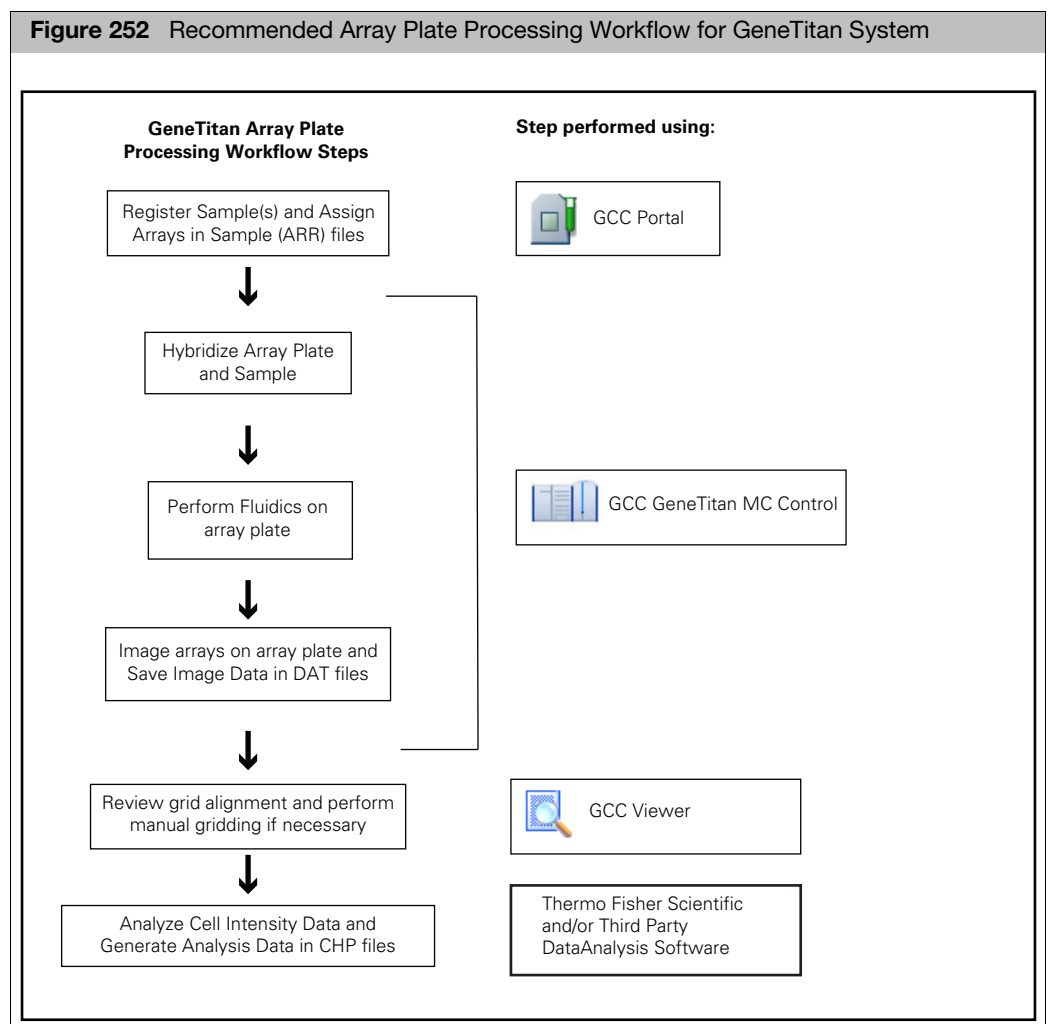 Figure 252 Recommended Array Plate Processing Workflow for GeneTitan System
GeneTitan Array Plate
Processing Workflow Steps
Step performed using:
Register Sample(s) and Assign
Arrays in Sample (ARR) files
GCC Portal
Hybridize Array Plate
and Sample
Perform Fluidics on
array plate
GCC GeneTitan MC Control
Image arrays on array plate and
Save Image Data in DAT files
Review grid alignment and perform
manual gridding if necessary
GCC Viewer
Analyze Cell Intensity Data and
Generate Analysis Data in CHP files
Thermo Fisher Scientific
and/or Third Party
DataAnalysis Software